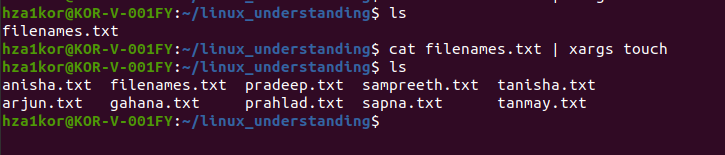 hza1kor@KOR-V-001FY:~/linux_understanding$ ls
filenames.txt
hza1kor@KOR-V-001FY:~/linux_understanding$ cat filenames.txt | xargs touch
hza1kor@KOR-V-001FY:~/linux_understanding$ ls
anisha.txt  filenames.txt  pradeep.txt  sampreeth.txt  tanisha.txt
arjun.txt   gahana.txt     prahlad.txt  sapna.txt      tanmay.txt
hza1kor@KOR-V-001FY:~/linux_understanding$